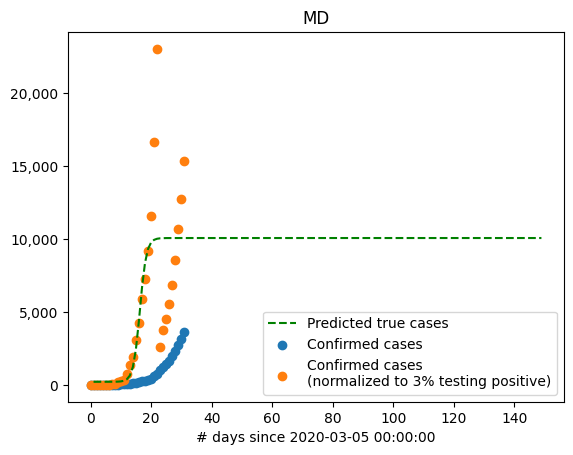 MD
20,000
15,000
10,000
5,000
0
0 20 40 60 80 100 120 140
# days since 2020-03-05 00:00:00
Predicted true cases
Confirmed cases
Confirmed cases
(normalized to 3% testing positive)